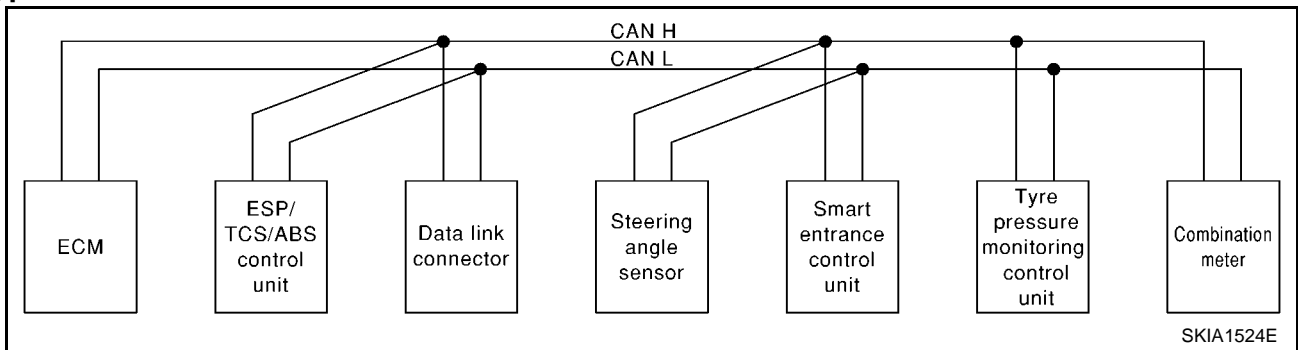 CAN H
CAN L
ECM
ESP/
TCS/ABS
control
unit
Data link
connector
Steering
angle
sensor
Smart
entrance
control
unit
Tyre
pressure
monitoring
control
unit
Combination
meter
SKIA1524E